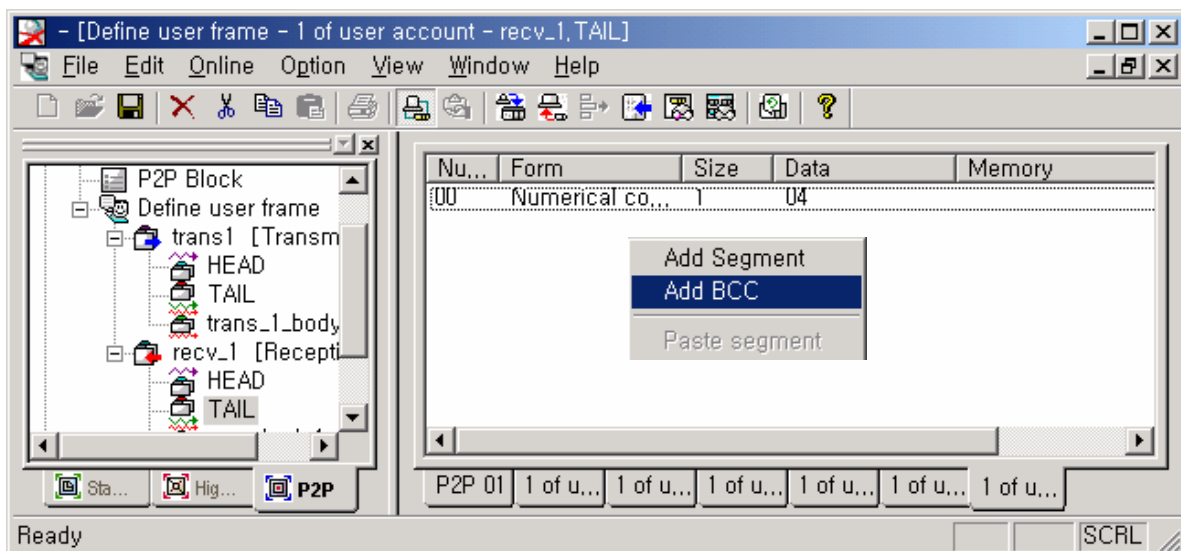 - [Define user frame - 1 of user account - recv_1, TAIL]
File Edit Online Option View Window Help
P2P Block
Define user frame
trans1 [Transm
HEAD
TAIL
trans_1_body
recv_1 [Recepti
HEAD
TAIL
Sta... Hig... P2P
Nu... Form Size Data Memory
00 Numerical co... 1 04
Add Segment
Add BCC
Paste segment
P2P 01 1 of u... 1 of u... 1 of u... 1 of u... 1 of u... 1 of u...
Ready SCRL